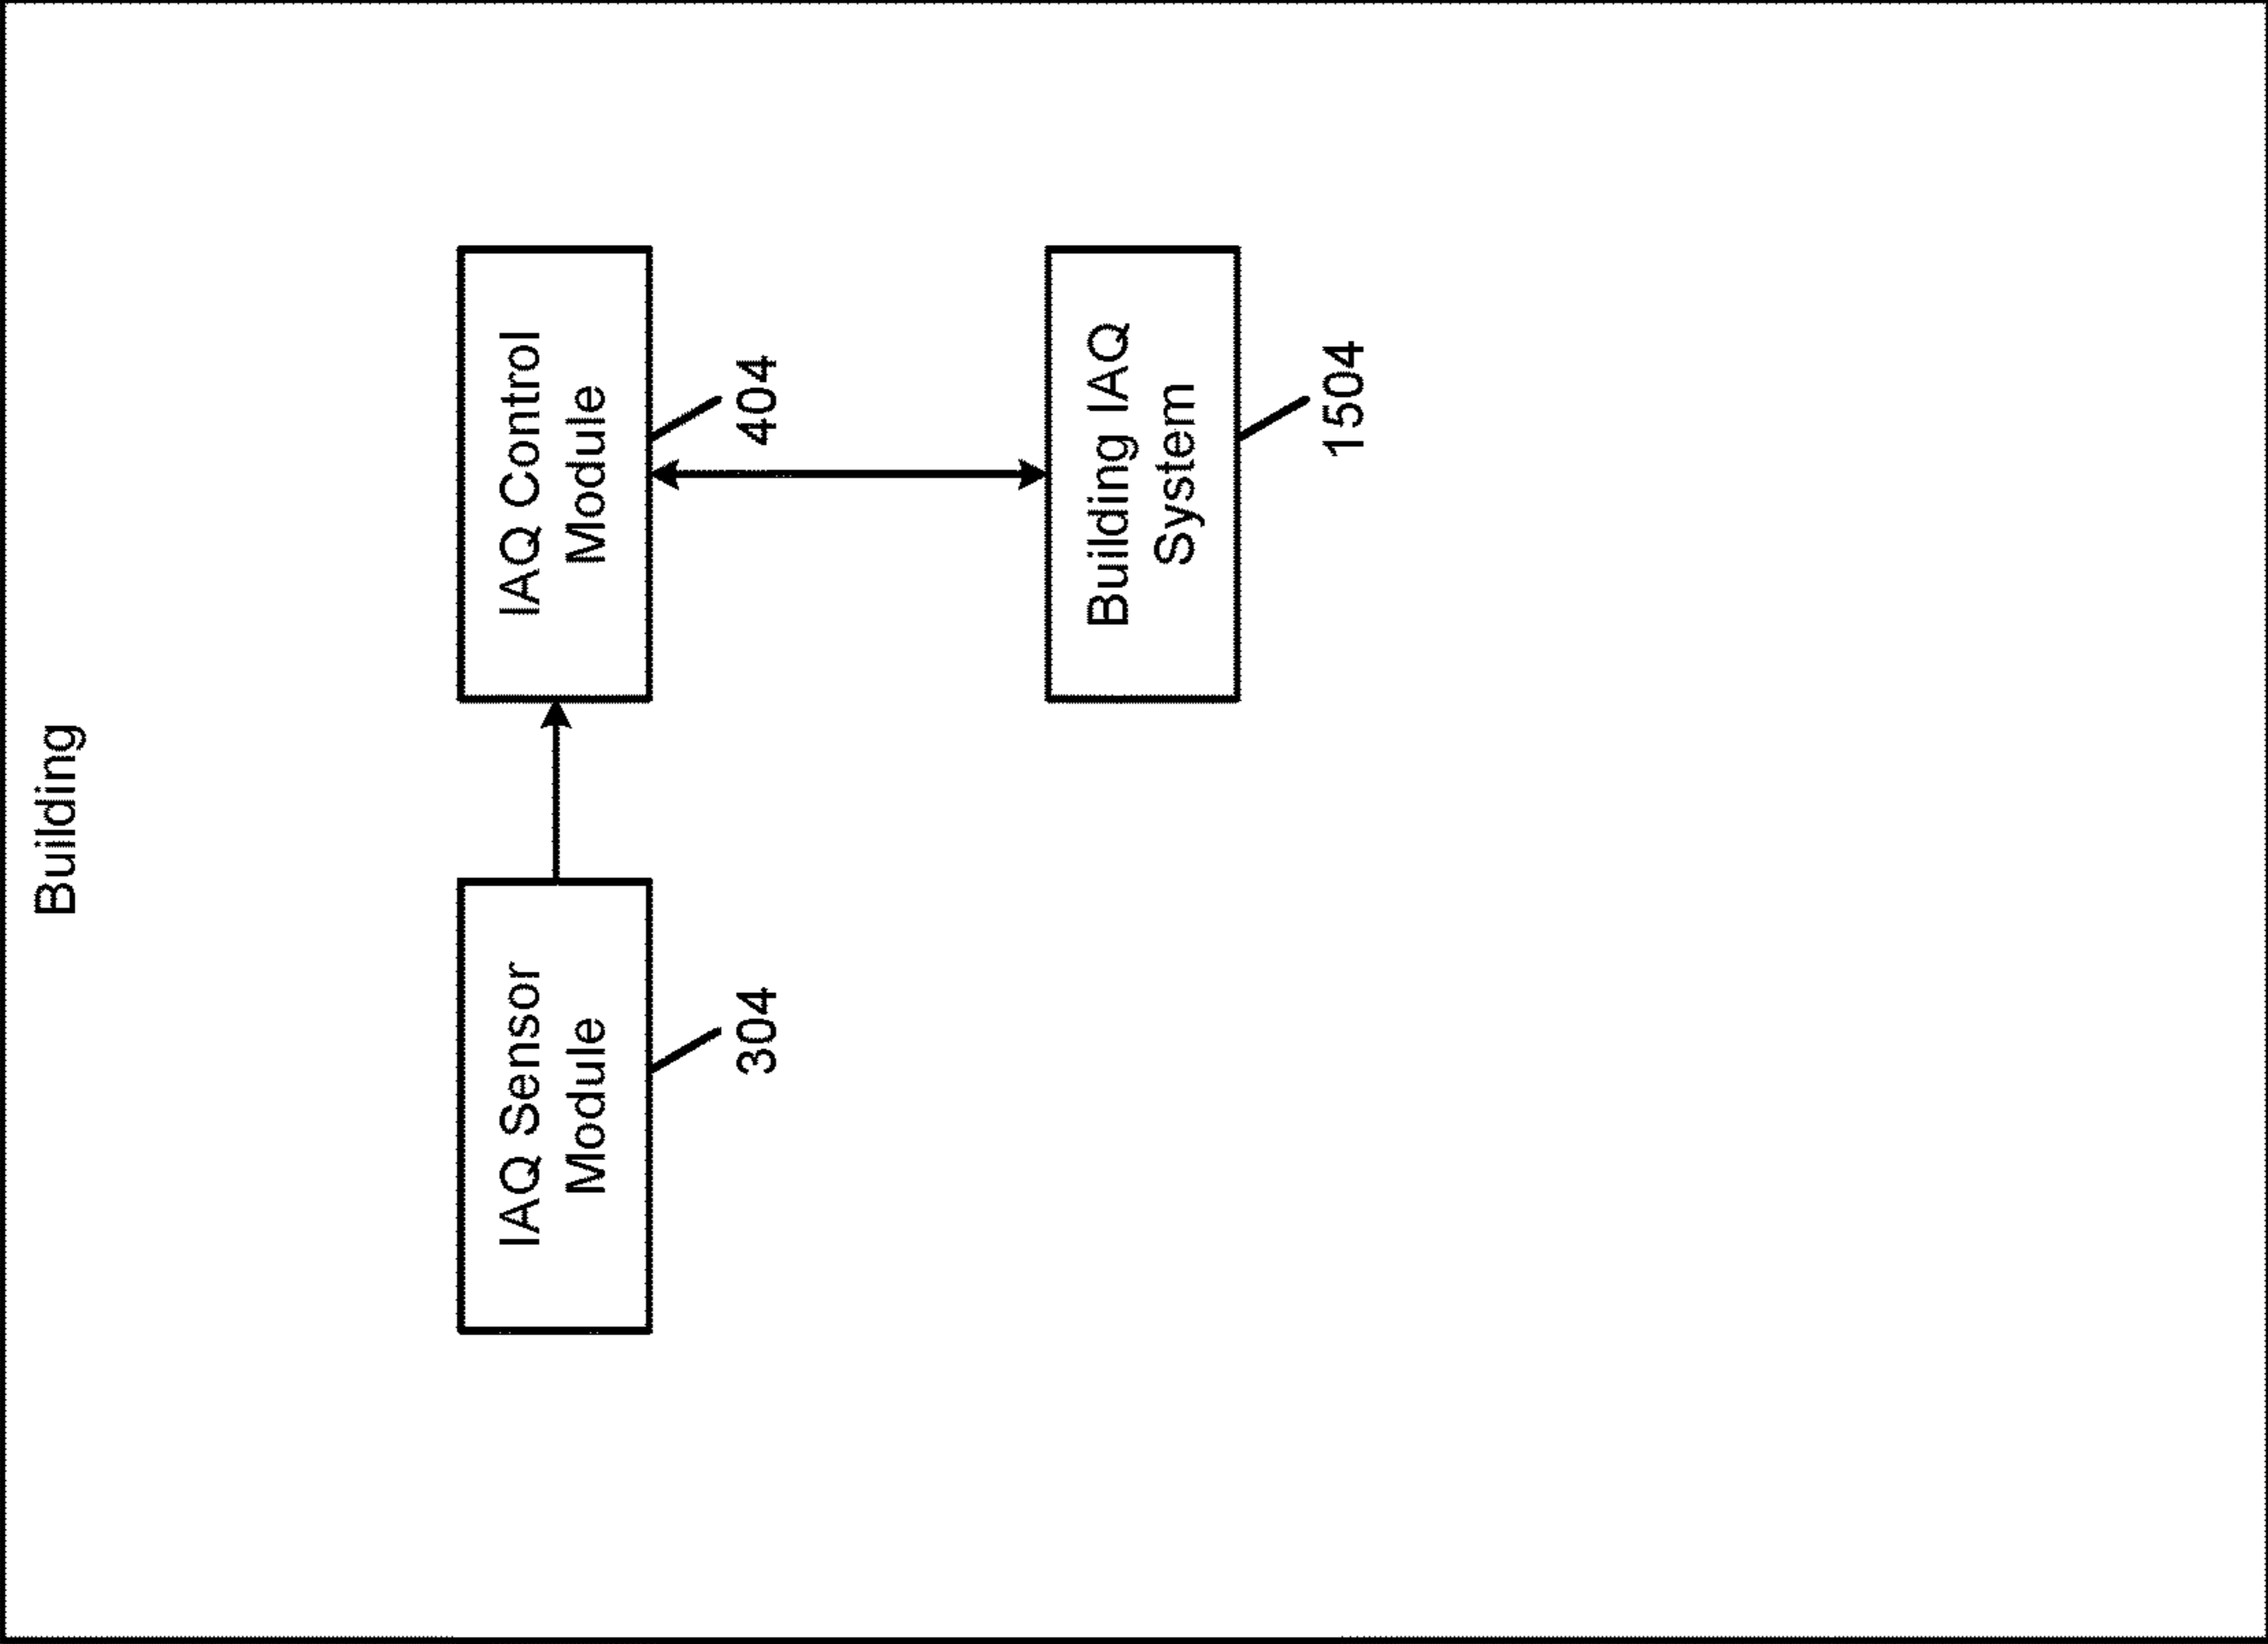 Building
IAQ Sensor
Module
304
IAQ Control
Module
404
Building IAQ
System
1504